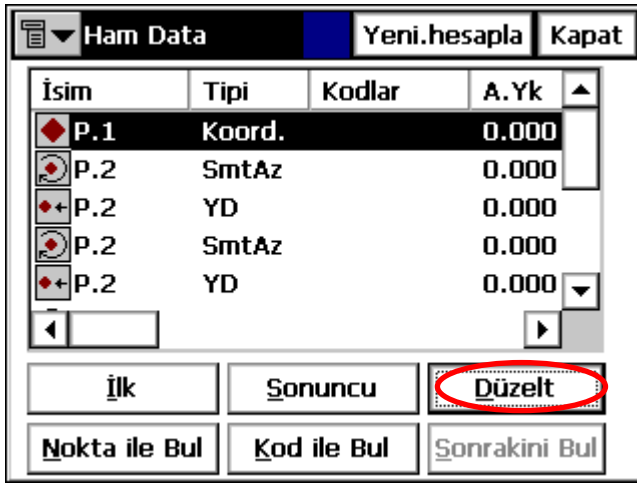 Ham Data Yeni.hesapla Kapat
İsim Tipi Kodlar A.Yk
P.1 Koord. 0.000
P.2 SmtAz 0.000
P.2 YD 0.000
P.2 SmtAz 0.000
P.2 YD 0.000
İlk Sonuncu Düzelt
Nokta ile Bul Kod ile Bul Sonrakini Bul